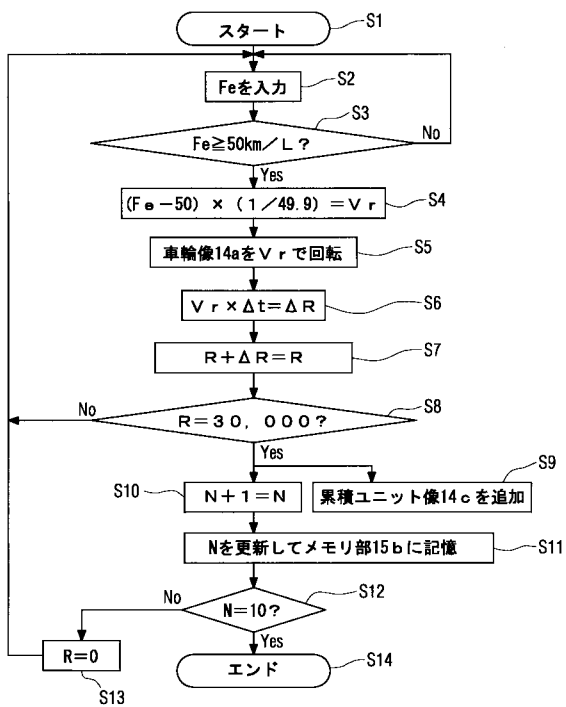 スタート
S1
Feを入力
S2
Fe≧50km／L？
S3
No
Yes
(Fe－50) × (1／49.9) ＝Vr
S4
車輪像14aをVrで回転
S5
Vr×Δt＝ΔR
S6
R＋ΔR＝R
S7
R＝30，000？
S8
No
Yes
S10
N＋1＝N
累積ユニット像14cを追加
S9
Nを更新してメモリ部15bに記憶
S11
N＝10？
S12
No
Yes
R＝0
S13
エンド
S14